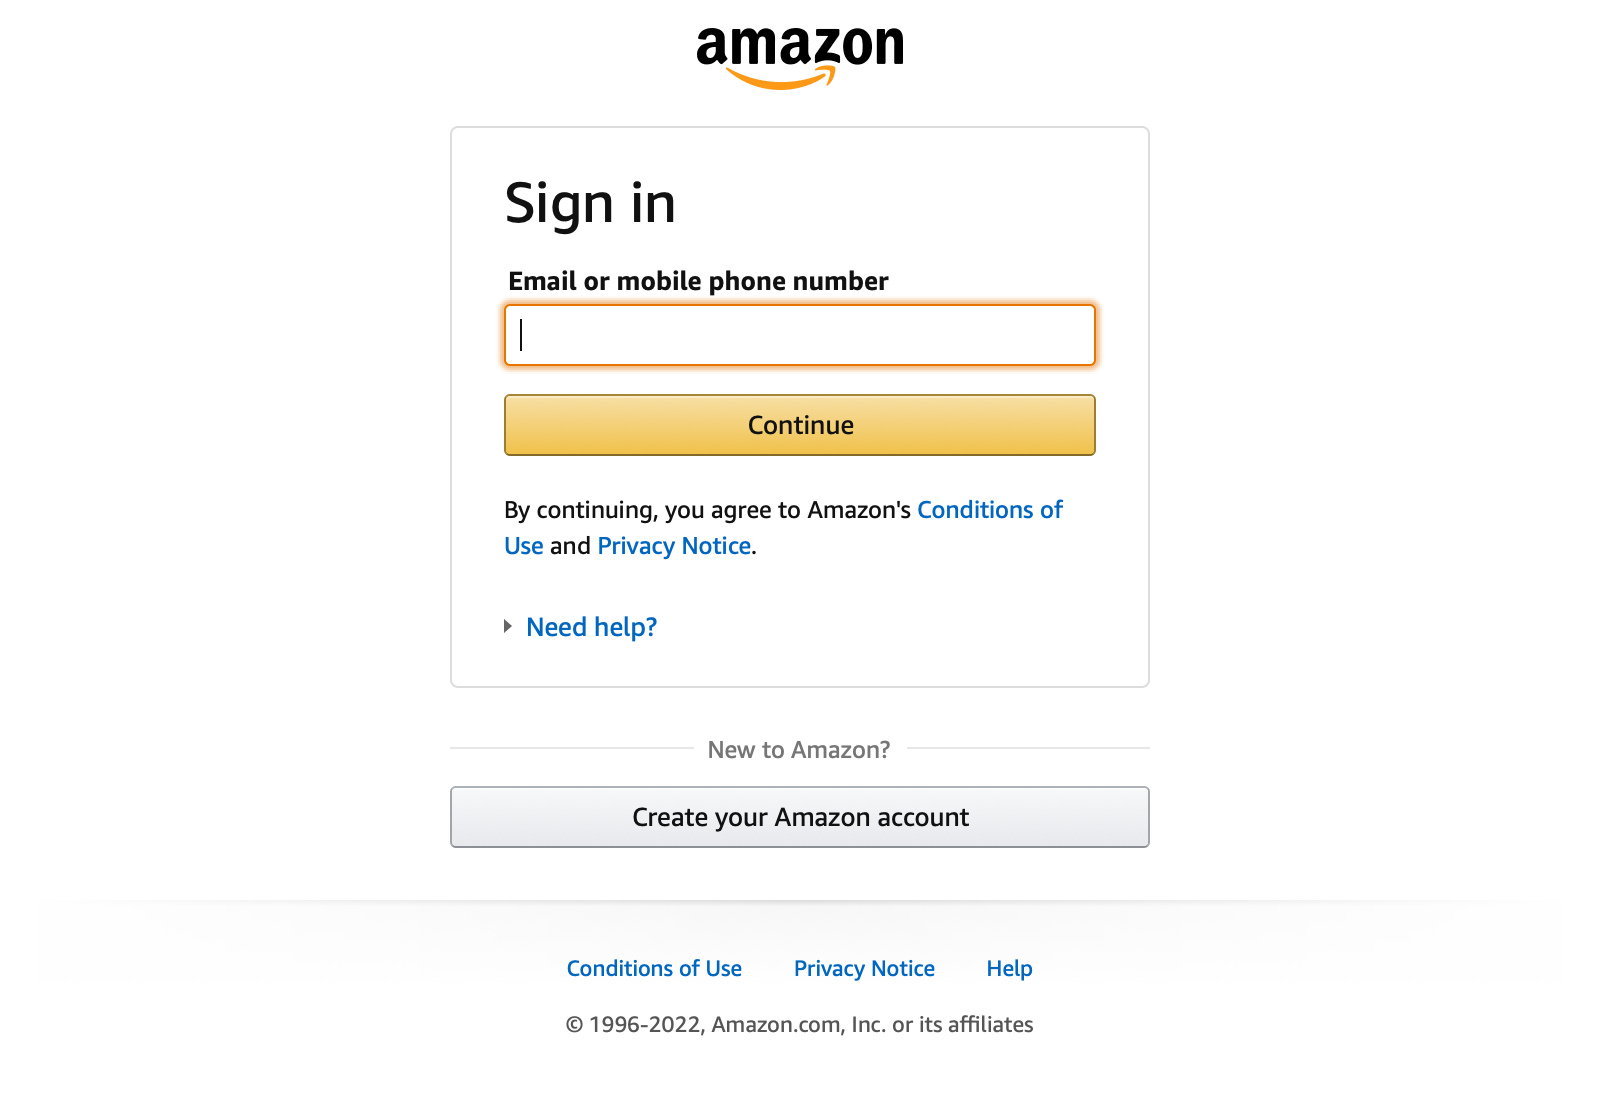 amazon
Sign in
Email or mobile phone number
Continue
By continuing, you agree to Amazon's Conditions of
Use and Privacy Notice.
Need help?
New to Amazon?
Create your Amazon account
Conditions of Use Privacy Notice Help
© 1996-2022, Amazon.com, Inc. or its affiliates